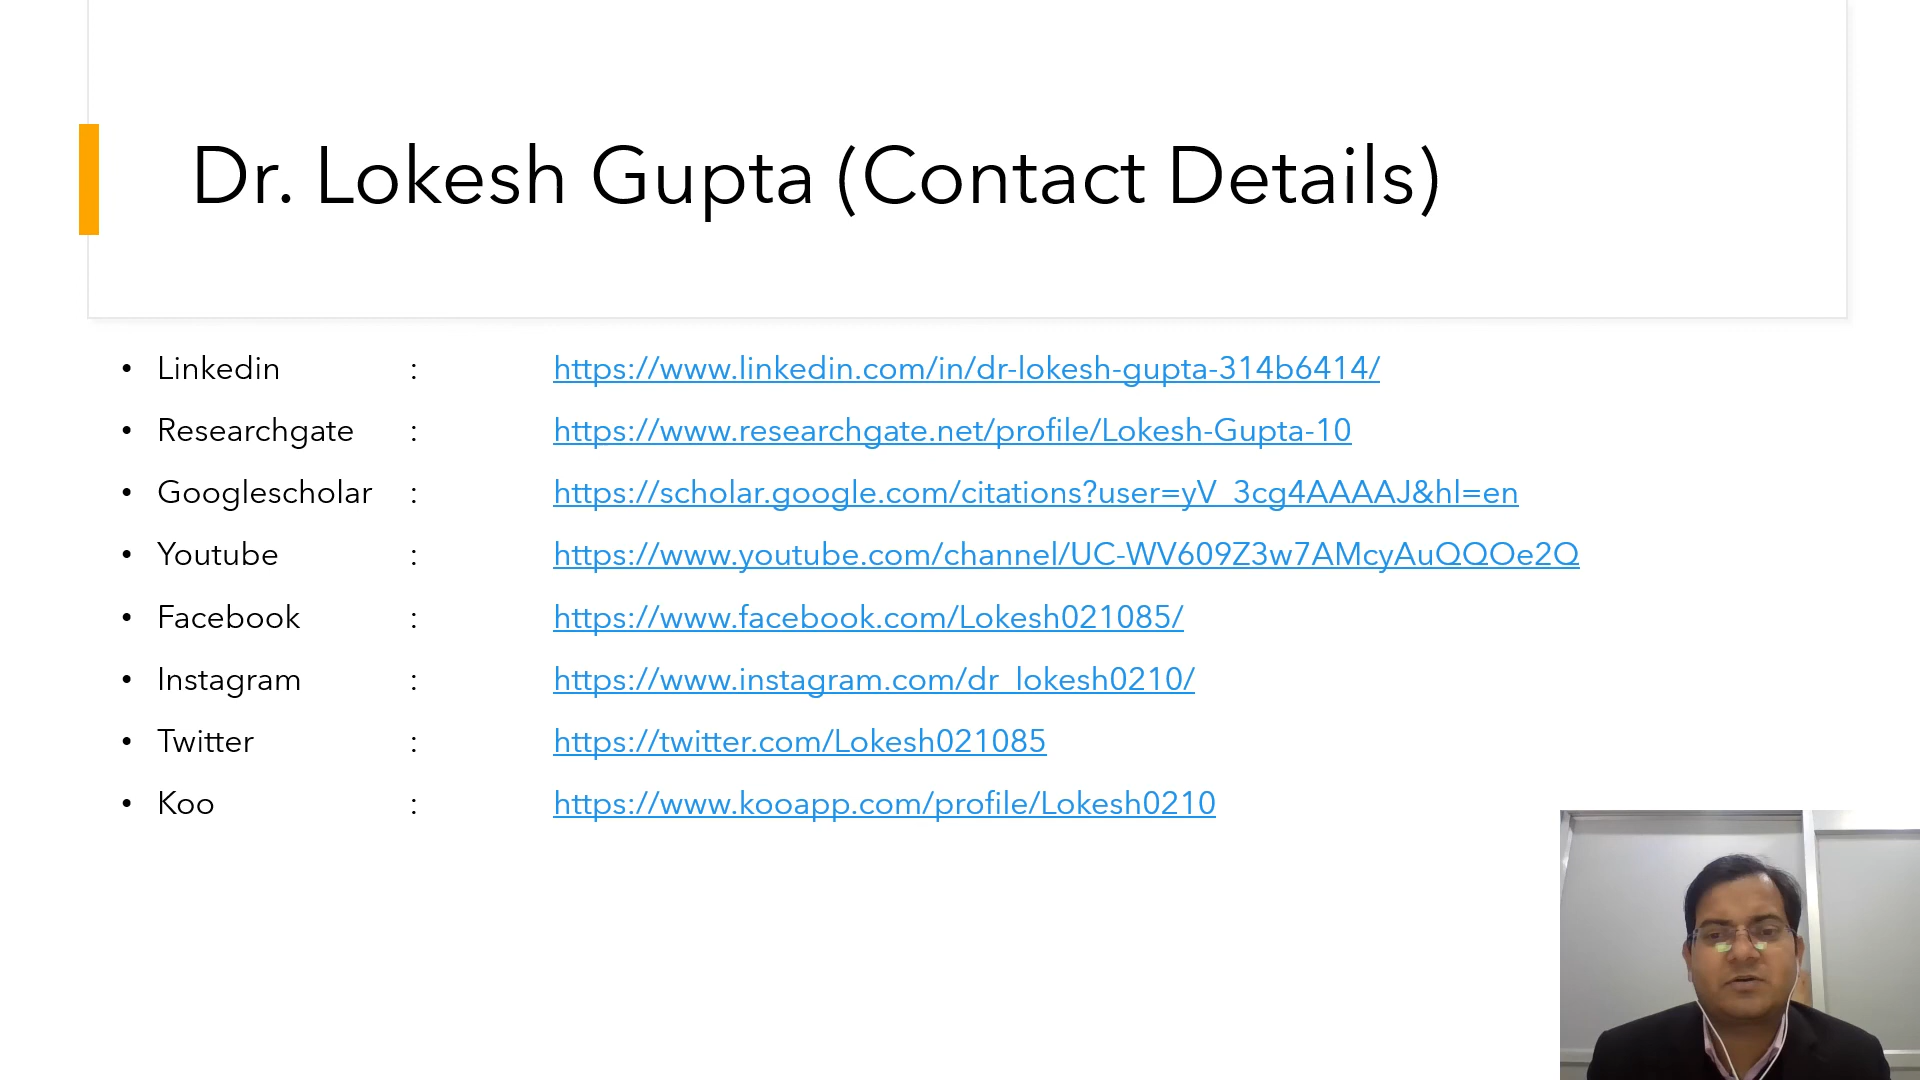 Dr. Lokesh Gupta (Contact Details)
• Linkedin : https://www.linkedin.com/in/dr-lokesh-gupta-314b6414/
• Researchgate : https://www.researchgate.net/profile/Lokesh-Gupta-10
• Googlescholar : https://scholar.google.com/citations?user=yV_3cg4AAAAJ&hl=en
• Youtube : https://www.youtube.com/channel/UC-WV609Z3w7AMcyAuQQOe2Q
• Facebook : https://www.facebook.com/Lokesh021085/
• Instagram : https://www.instagram.com/dr_lokesh0210/
• Twitter : https://twitter.com/Lokesh021085
• Koo : https://www.kooapp.com/profile/Lokesh0210